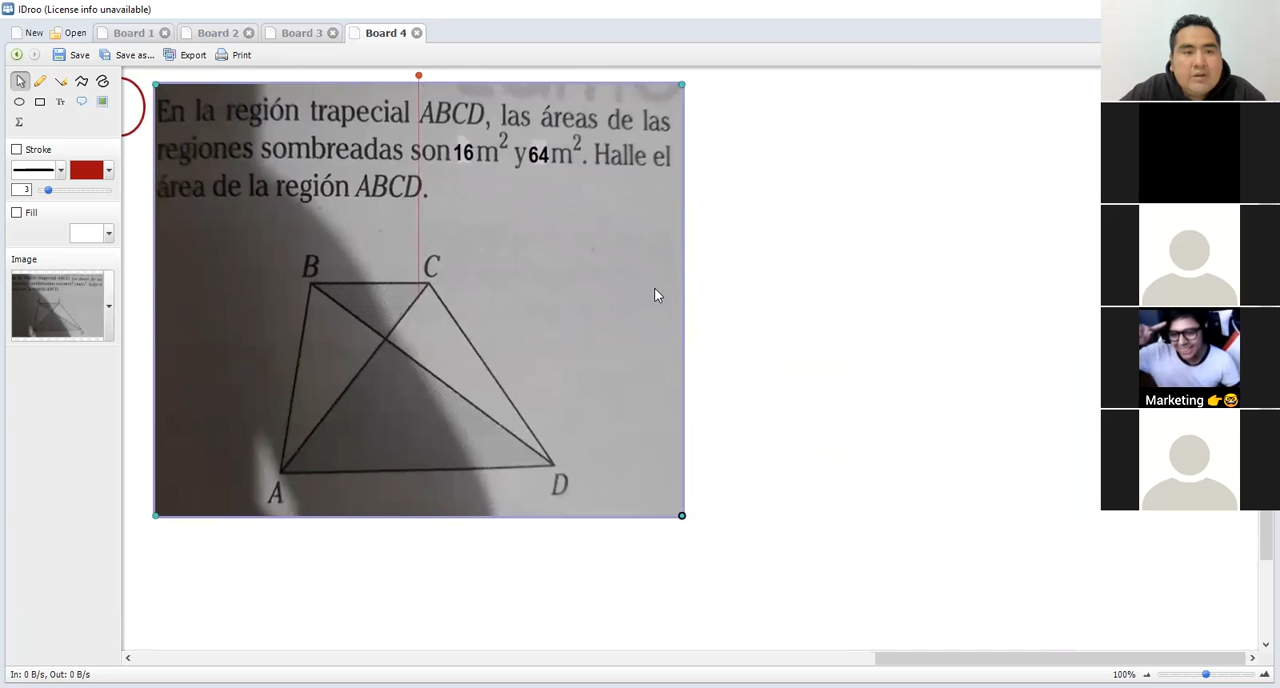 IDroo (License info unavailable)
New Open Board 1 Board 2 Board 3 Board 4
Save Save as... Export Print
Tr
Σ
Stroke
3
Fill
Image
En la región trapecial ABCD, las áreas de las
regiones sombreadas son 16 m² y 64 m². Halle el
área de la región ABCD.
B C
A D
Marketing 👉🤓
In: 0 B/s, Out: 0 B/s
100%